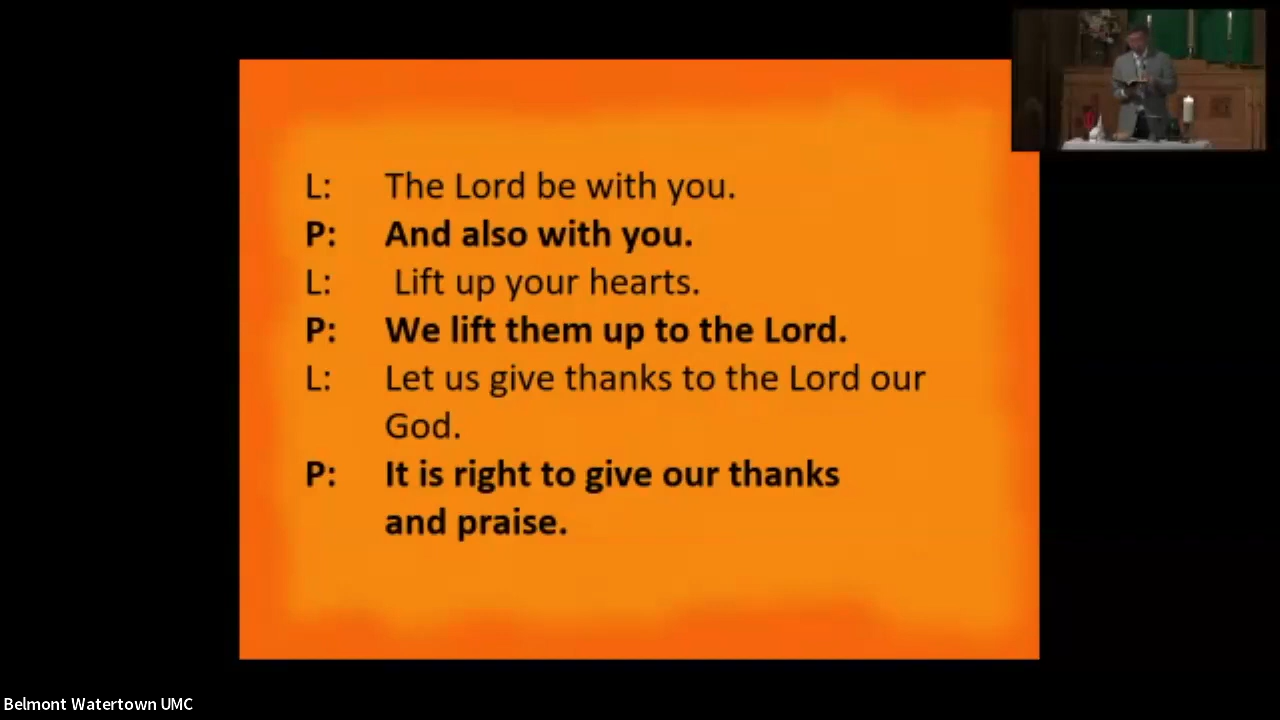 L: The Lord be with you.
P: And also with you.
L: Lift up your hearts.
P: We lift them up to the Lord.
L: Let us give thanks to the Lord our
God.
P: It is right to give our thanks
and praise.
Belmont Watertown UMC